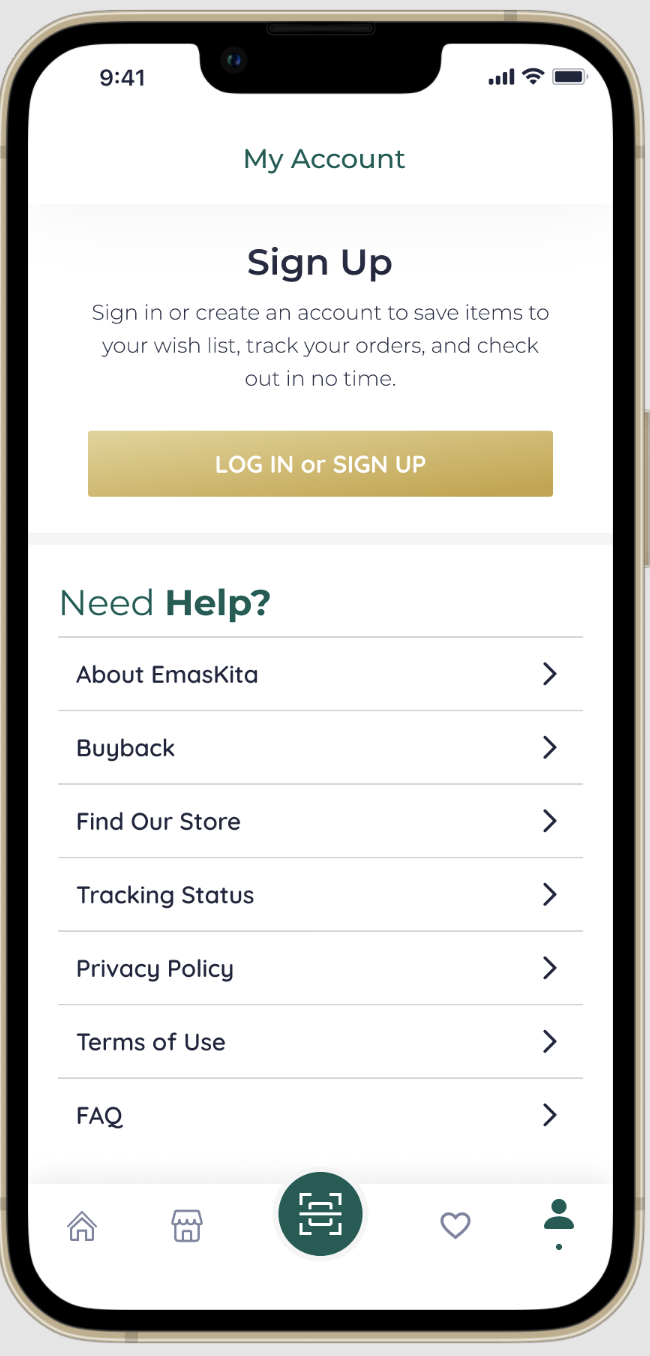 9:41
My Account
Sign Up
Sign in or create an account to save items to
your wish list, track your orders, and check
out in no time.
LOG IN or SIGN UP
Need Help?
About EmasKita
Buyback
Find Our Store
Tracking Status
Privacy Policy
Terms of Use
FAQ